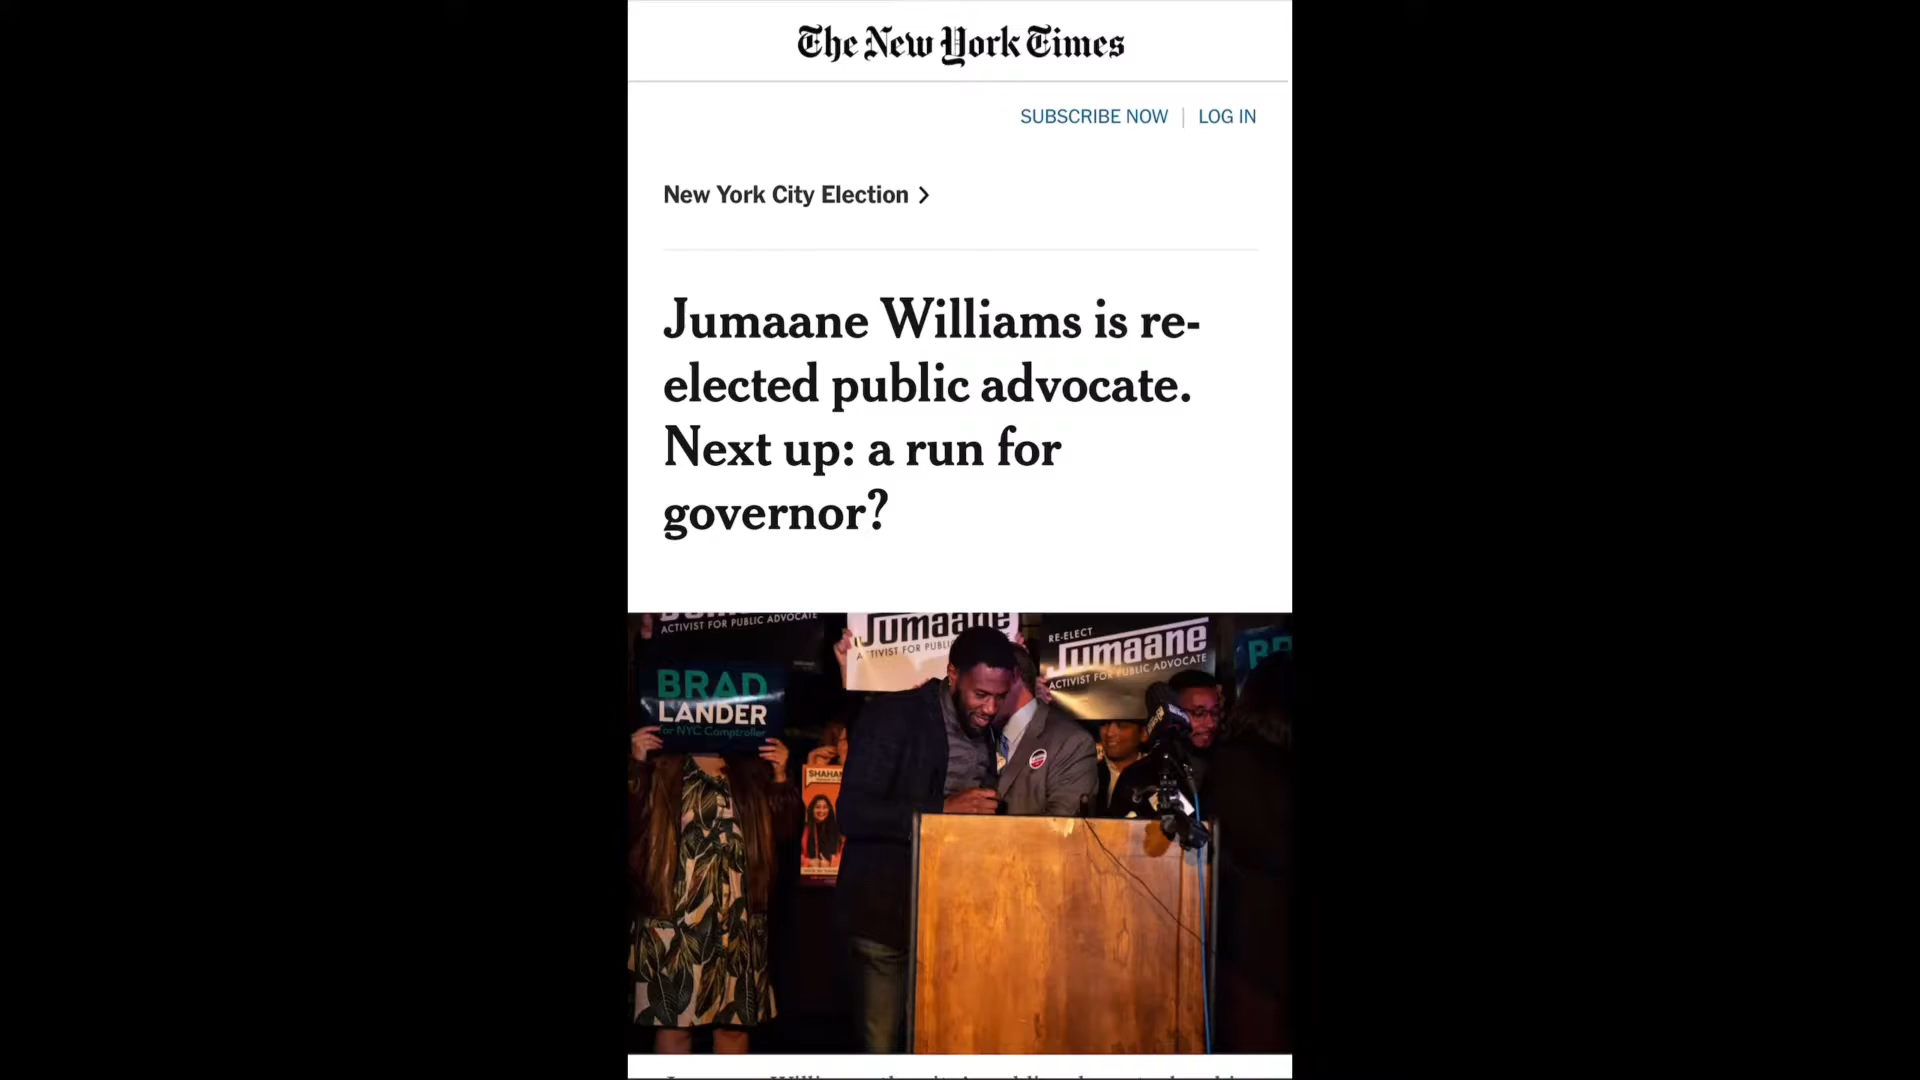 The New York Times
SUBSCRIBE NOW | LOG IN
New York City Election >
Jumaane Williams is re-
elected public advocate.
Next up: a run for
governor?
ACTIVIST FOR PUBLIC ADVOCATE
Jumaane
RE-ELECT
Jumaane
ACTIVIST FOR PUBLIC ADVOCATE
BRAD
LANDER
for NYC Comptroller